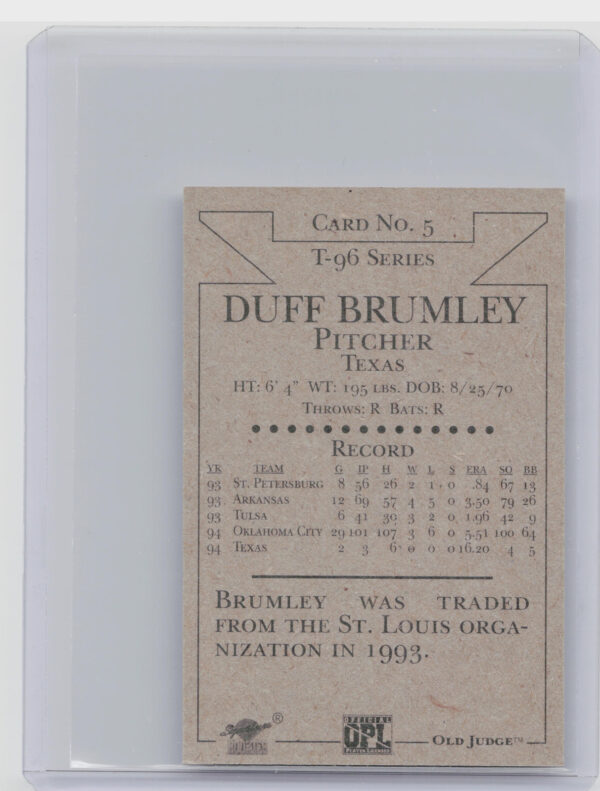 CARD NO. 5
T-96 SERIES
DUFF BRUMLEY
PITCHER
TEXAS
HT: 6' 4" WT: 195 LBS. DOB: 8/25/70
THROWS: R BATS: R
RECORD
YR TEAM G IP H W L S ERA SO BB
93 ST. PETERSBURG 8 56 26 2 1 0 .84 67 13
93 ARKANSAS 12 69 57 4 5 0 3.50 79 26
93 TULSA 6 41 30 3 2 0 1.96 42 9
94 OKLAHOMA CITY 29 101 107 3 6 0 5.51 100 64
94 TEXAS 2 3 6 0 0 0 16.20 4 5
BRUMLEY WAS TRADED
FROM THE ST. LOUIS ORGA-
NIZATION IN 1993.
®
OFFICIAL
OPL
PLAYER LICENSED
OLD JUDGE™